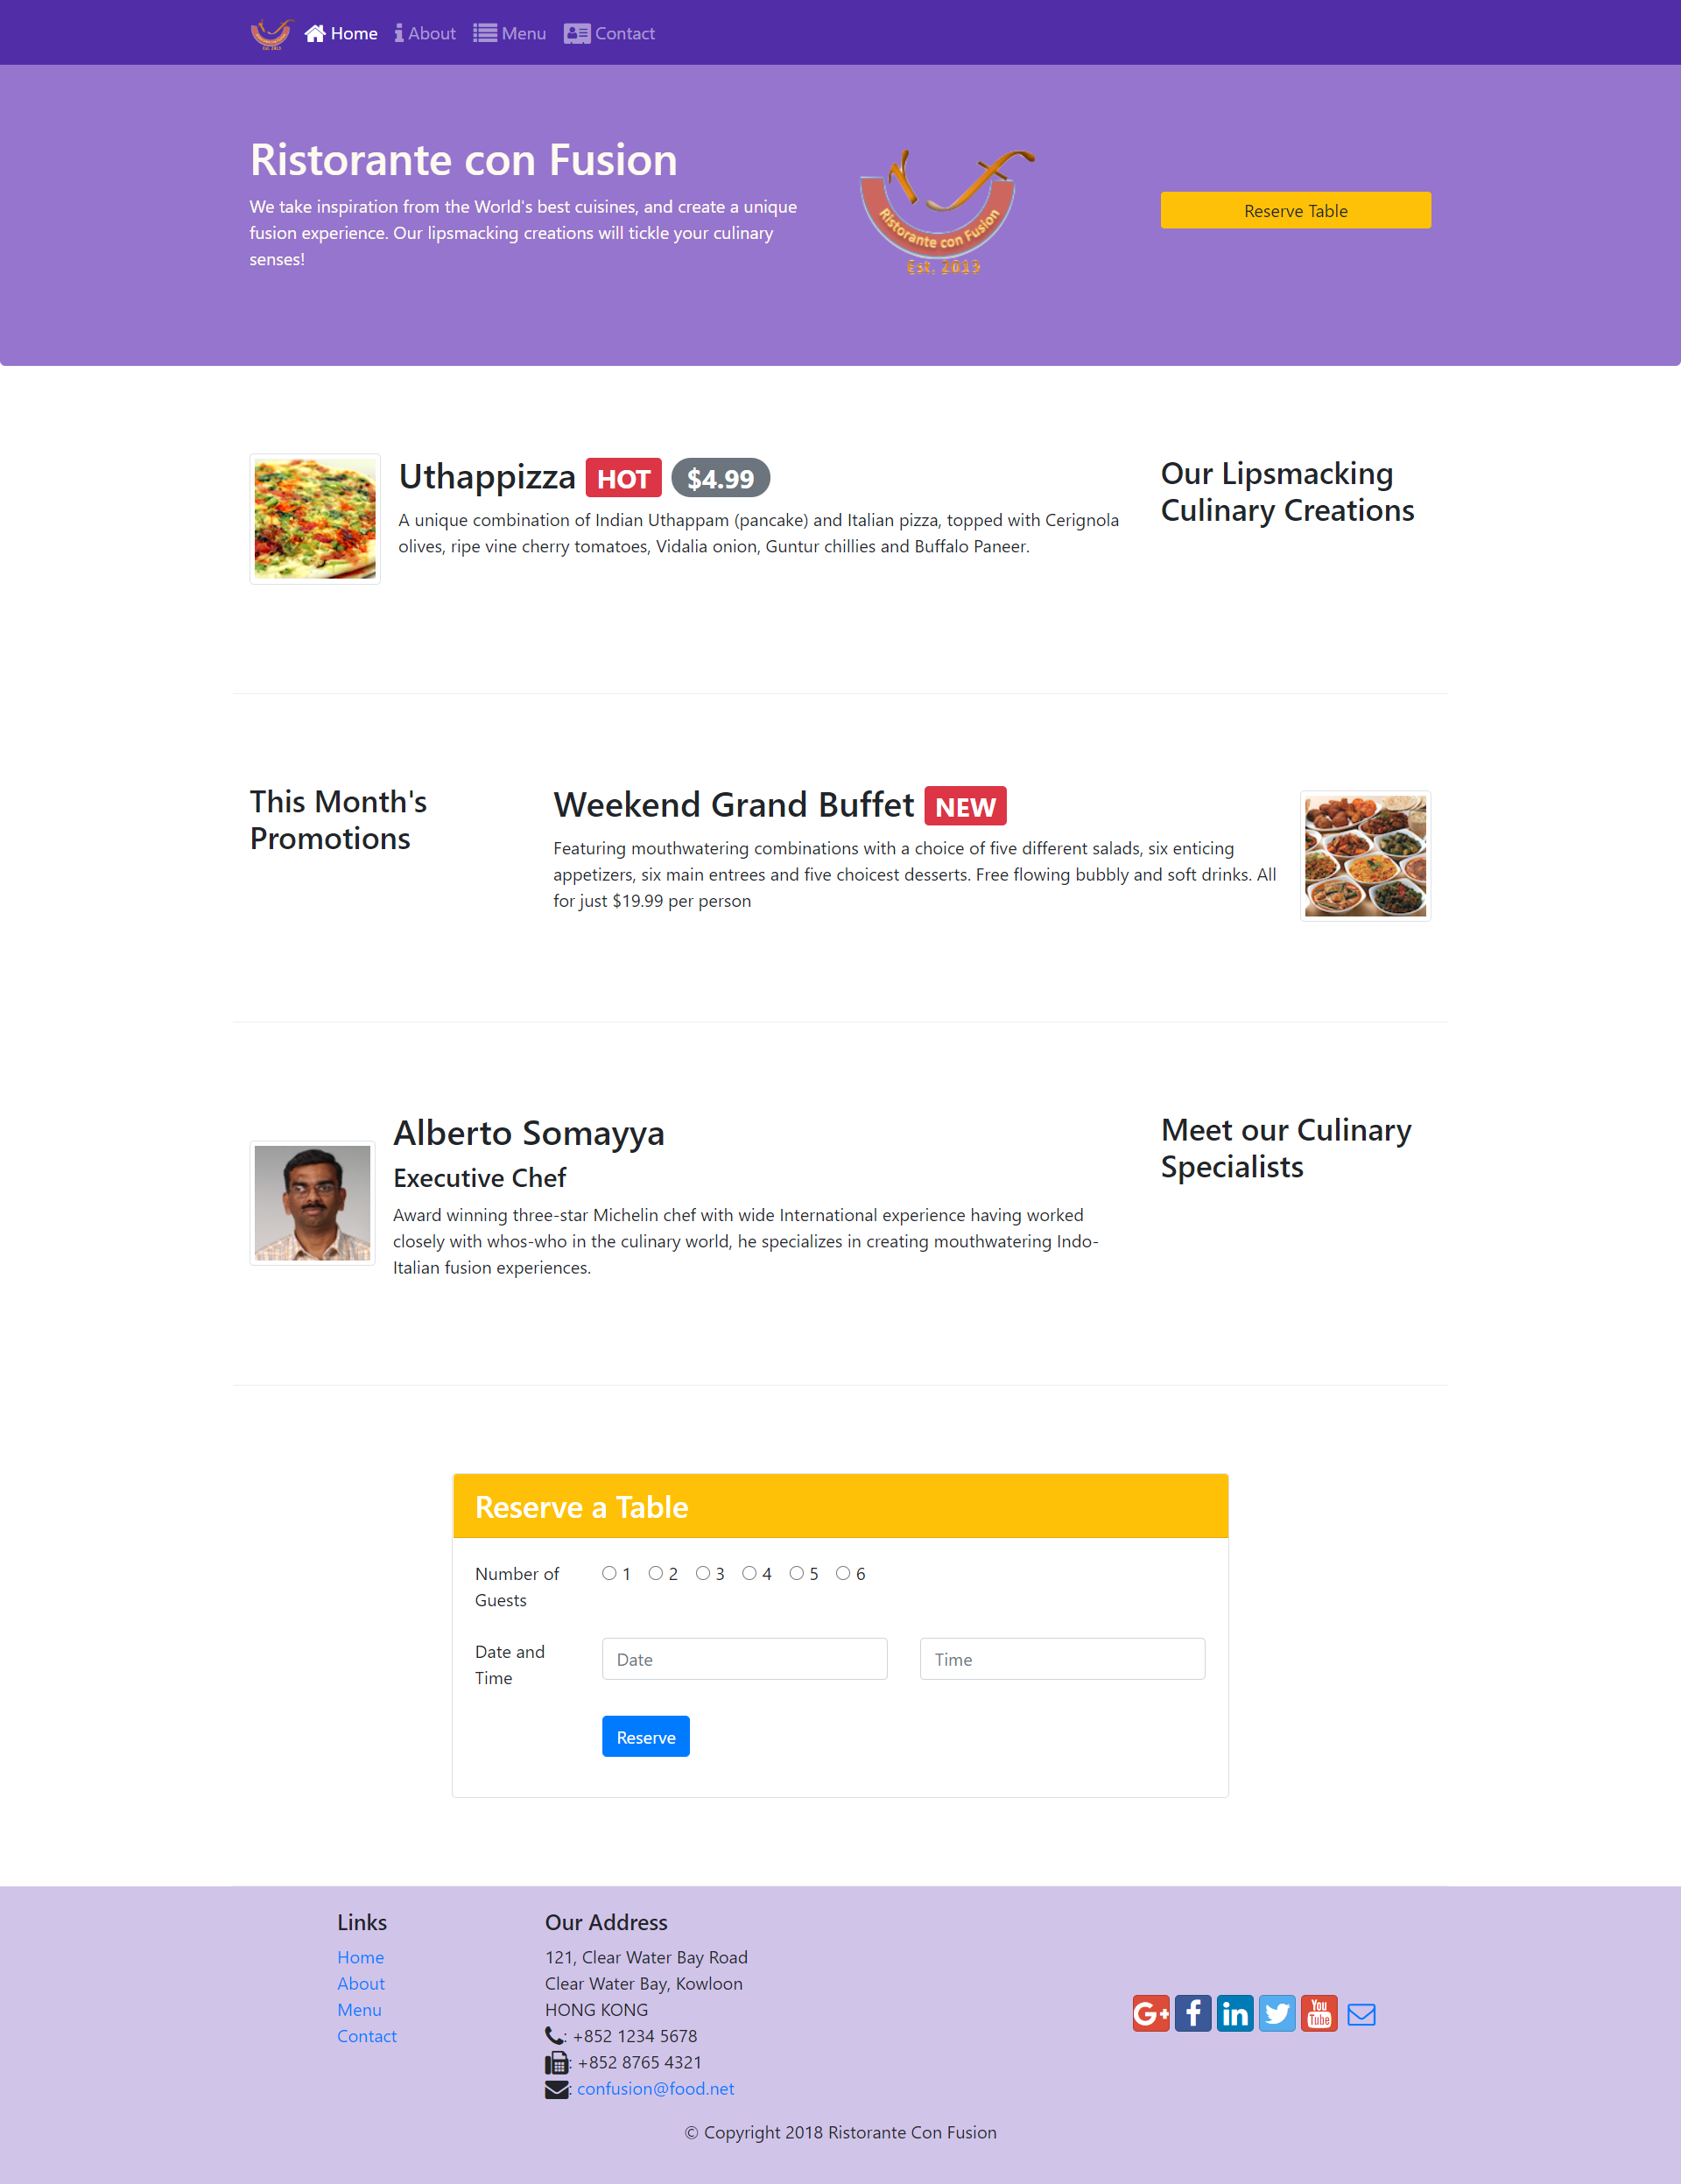 Home About Menu Contact
Ristorante con Fusion
We take inspiration from the World's best cuisines, and create a unique
fusion experience. Our lipsmacking creations will tickle your culinary
senses!
Ristorante con Fusion
Est. 2013
Reserve Table
Uthappizza HOT $4.99
A unique combination of Indian Uthappam (pancake) and Italian pizza, topped with Cerignola
olives, ripe vine cherry tomatoes, Vidalia onion, Guntur chillies and Buffalo Paneer.
Our Lipsmacking
Culinary Creations
This Month's
Promotions
Weekend Grand Buffet NEW
Featuring mouthwatering combinations with a choice of five different salads, six enticing
appetizers, six main entrees and five choicest desserts. Free flowing bubbly and soft drinks. All
for just $19.99 per person
Alberto Somayya
Executive Chef
Award winning three-star Michelin chef with wide International experience having worked
closely with whos-who in the culinary world, he specializes in creating mouthwatering Indo-
Italian fusion experiences.
Meet our Culinary
Specialists
Reserve a Table
Number of
Guests
1 2 3 4 5 6
Date and
Time
Date
Time
Reserve
Links
Home
About
Menu
Contact
Our Address
121, Clear Water Bay Road
Clear Water Bay, Kowloon
HONG KONG
: +852 1234 5678
: +852 8765 4321
: confusion@food.net
G+ f in You Tube
© Copyright 2018 Ristorante Con Fusion